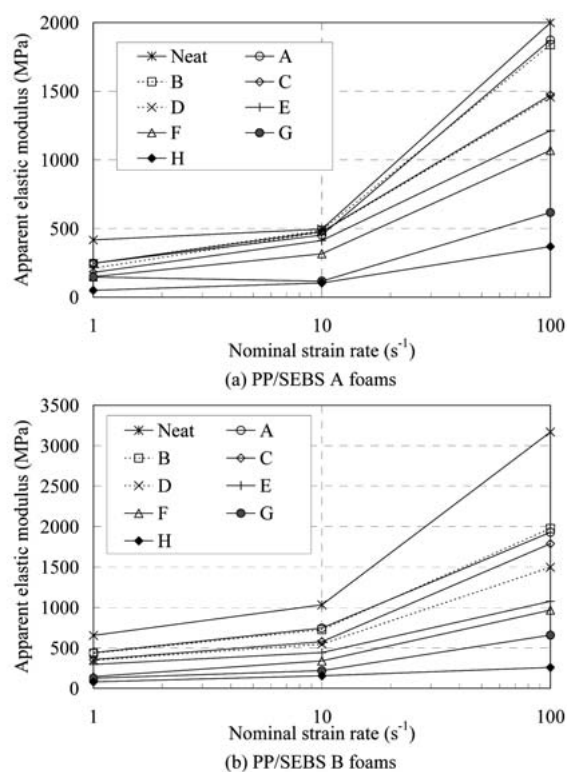 2000
1500
1000
500
0
Apparent elastic modulus (MPa)
Neat A
B C
D E
F G
H
1 10 100
Nominal strain rate (s⁻¹)
(a) PP/SEBS A foams
3500
3000
2500
2000
1500
1000
500
0
Apparent elastic modulus (MPa)
Neat A
B C
D E
F G
H
1 10 100
Nominal strain rate (s⁻¹)
(b) PP/SEBS B foams